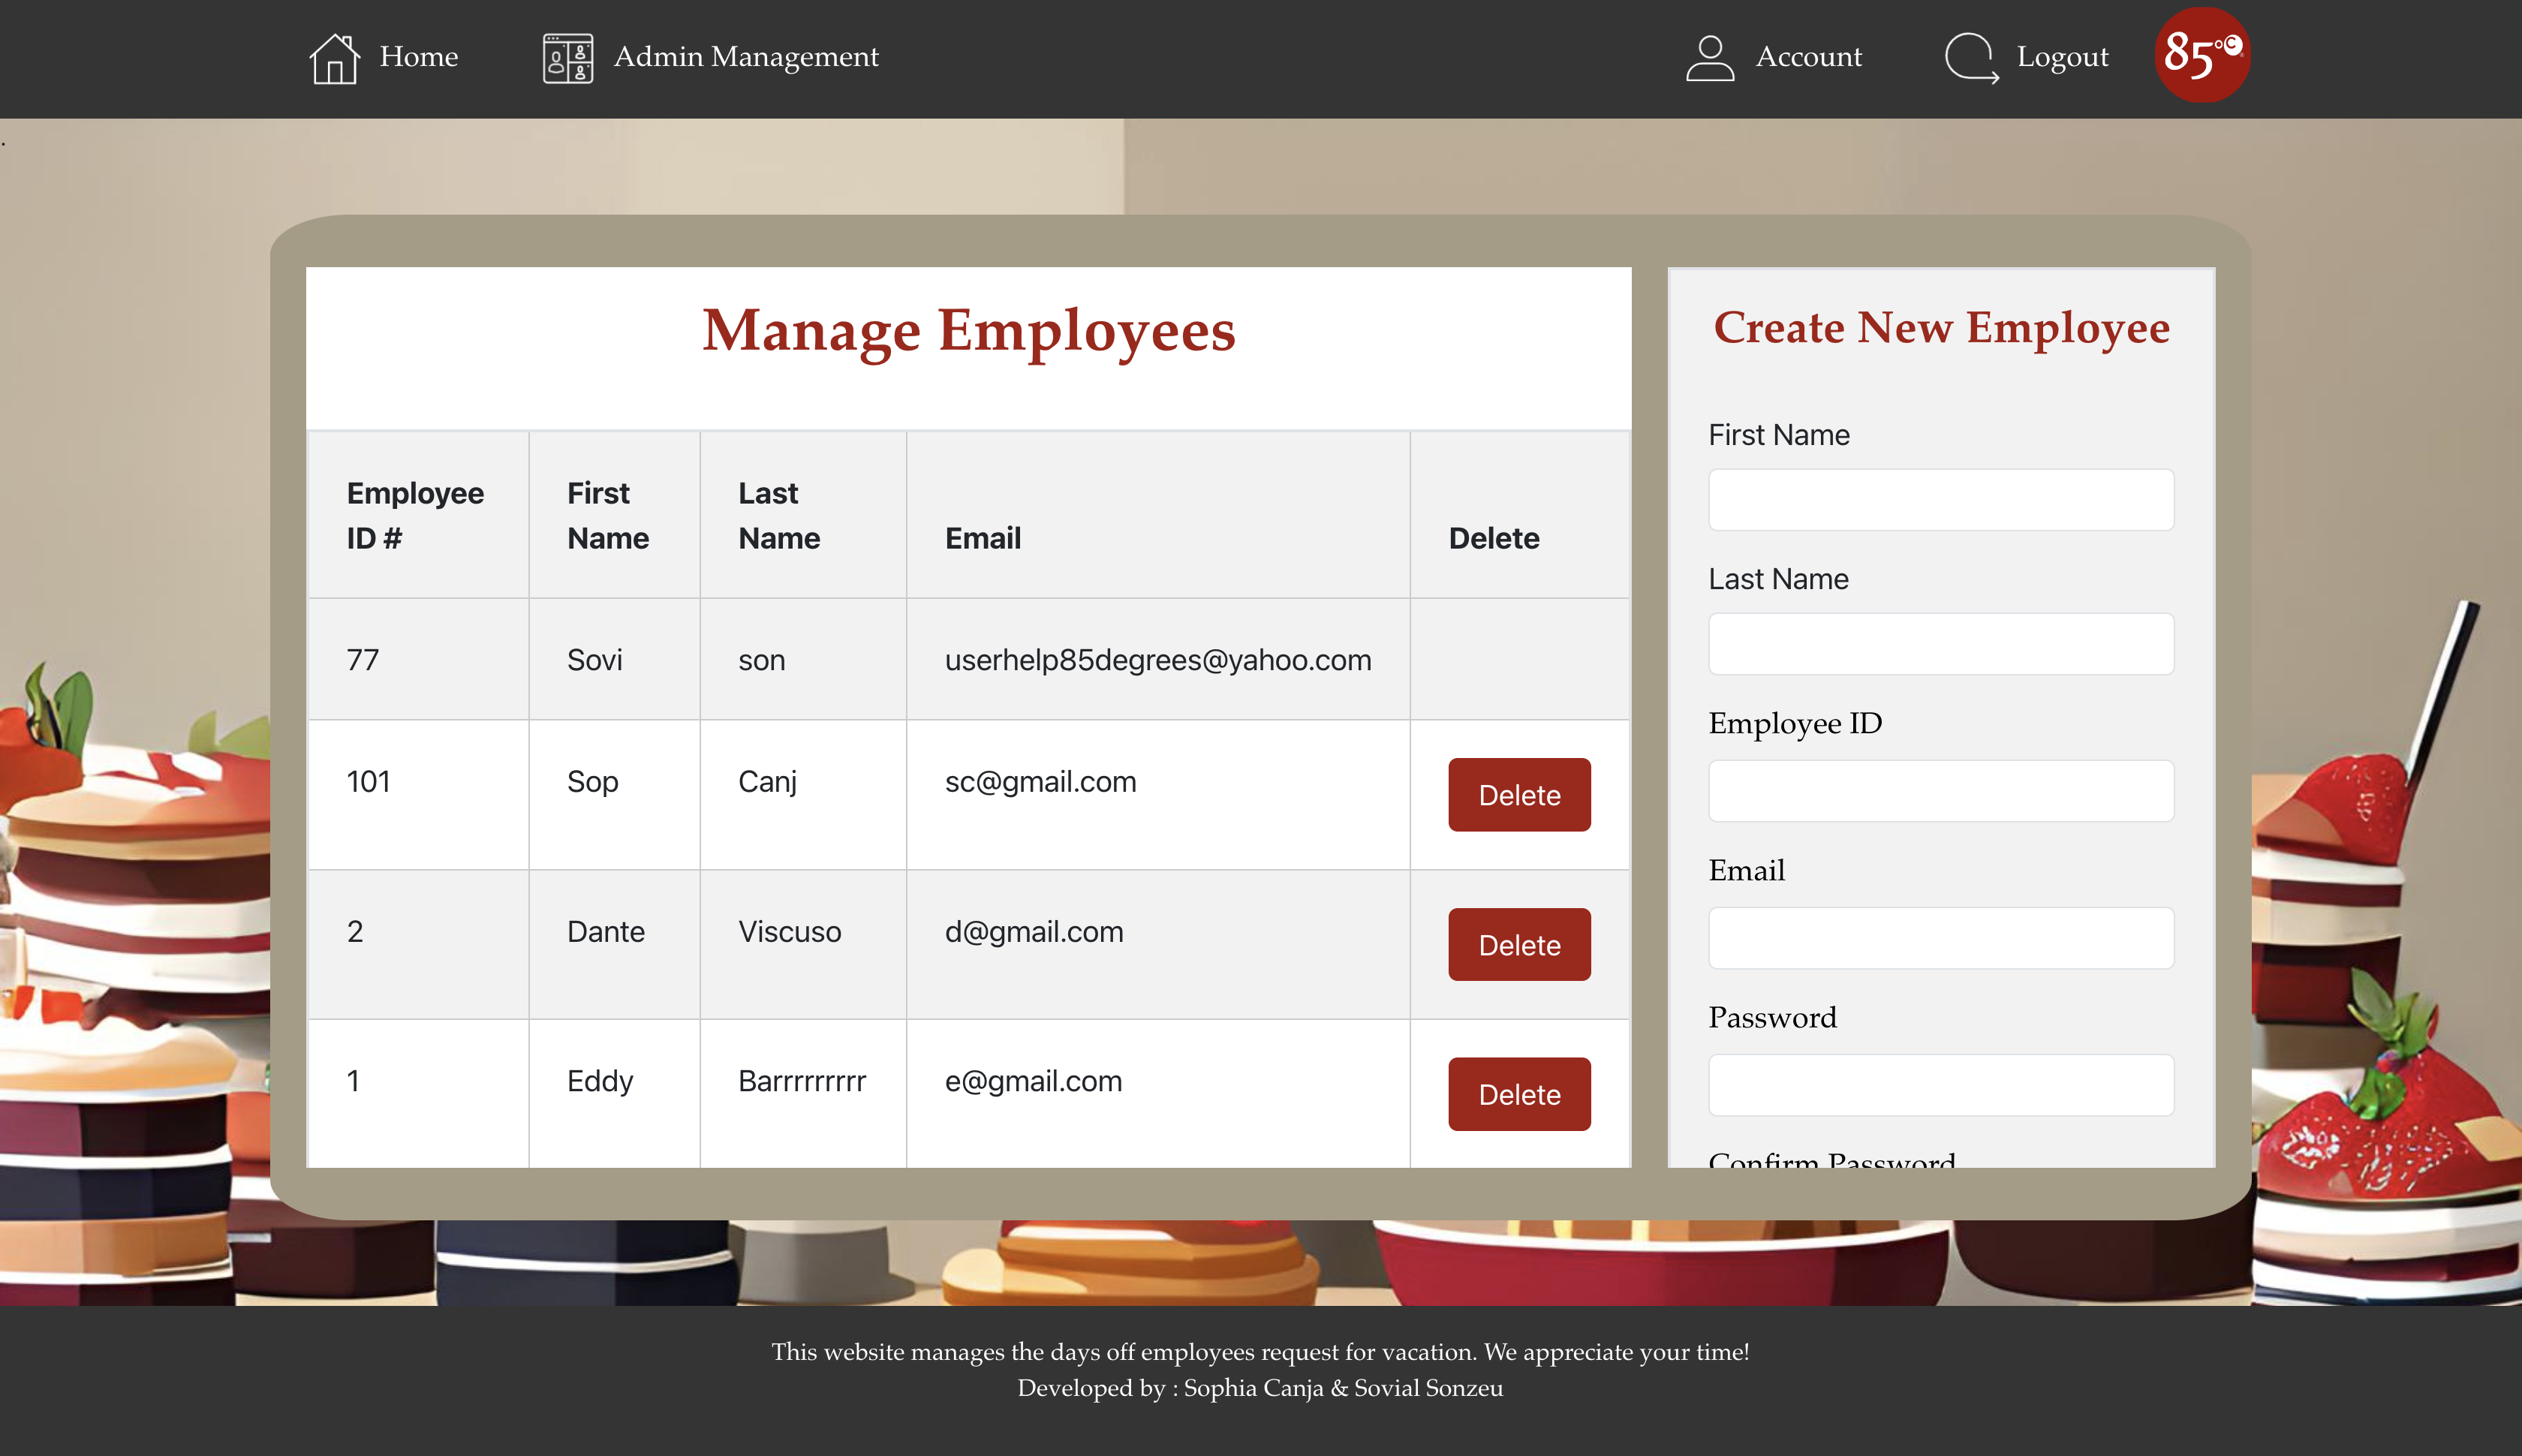 Home
Admin Management
Account
Logout
85°C
.
Manage Employees
Employee ID #
First Name
Last Name
Email
Delete
77
Sovi
son
userhelp85degrees@yahoo.com
101
Sop
Canj
sc@gmail.com
Delete
2
Dante
Viscuso
d@gmail.com
Delete
1
Eddy
Barrrrrrrrr
e@gmail.com
Delete
Create New Employee
First Name
Last Name
Employee ID
Email
Password
Confirm Password
This website manages the days off employees request for vacation. We appreciate your time!
Developed by : Sophia Canja & Sovial Sonzeu